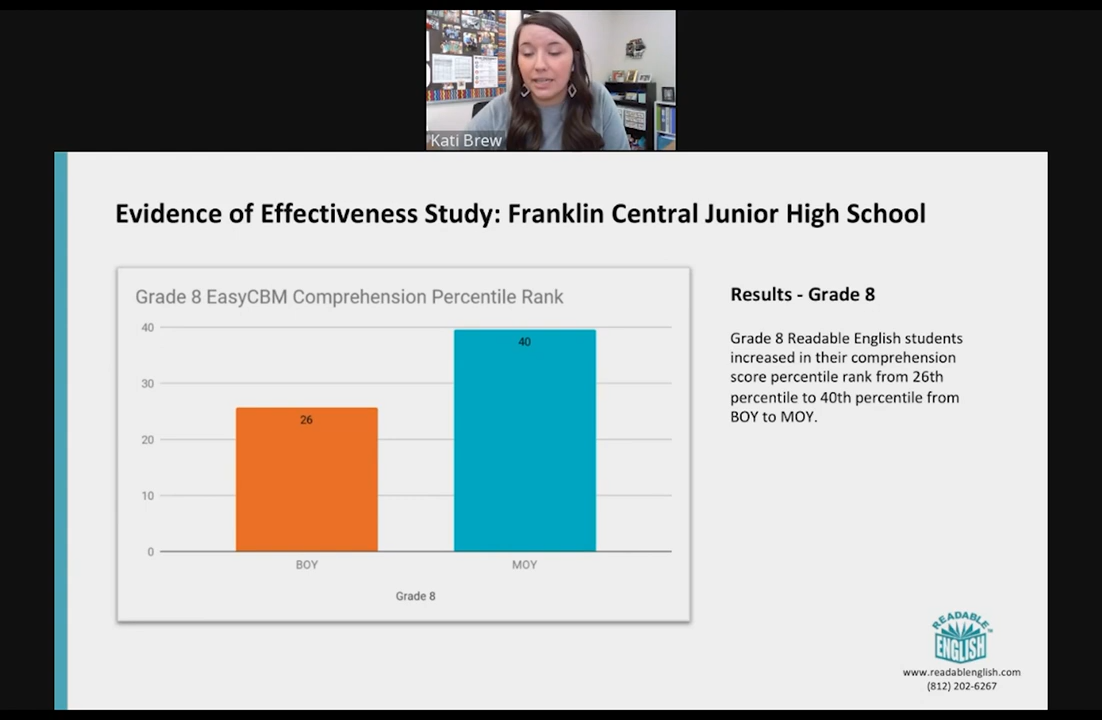 Kati Brew
Evidence of Effectiveness Study: Franklin Central Junior High School
Grade 8 EasyCBM Comprehension Percentile Rank
40
30
20
10
0
26
40
BOY
MOY
Grade 8
Results - Grade 8
Grade 8 Readable English students
increased in their comprehension
score percentile rank from 26th
percentile to 40th percentile from
BOY to MOY.
READABLE
ENGLISH
www.readablenglish.com
(812) 202-6267